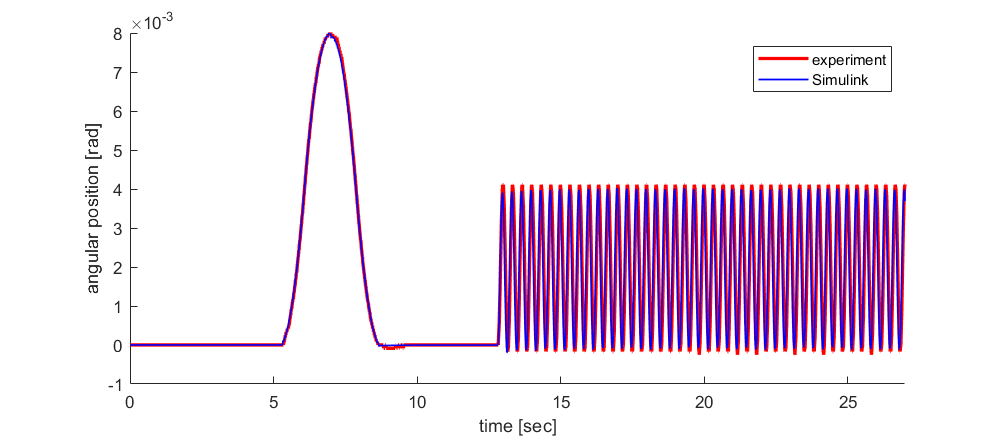 ×10-3
8
7
6
5
4
3
2
1
0
-1
angular position [rad]
0 5 10 15 20 25
time [sec]
experiment
Simulink